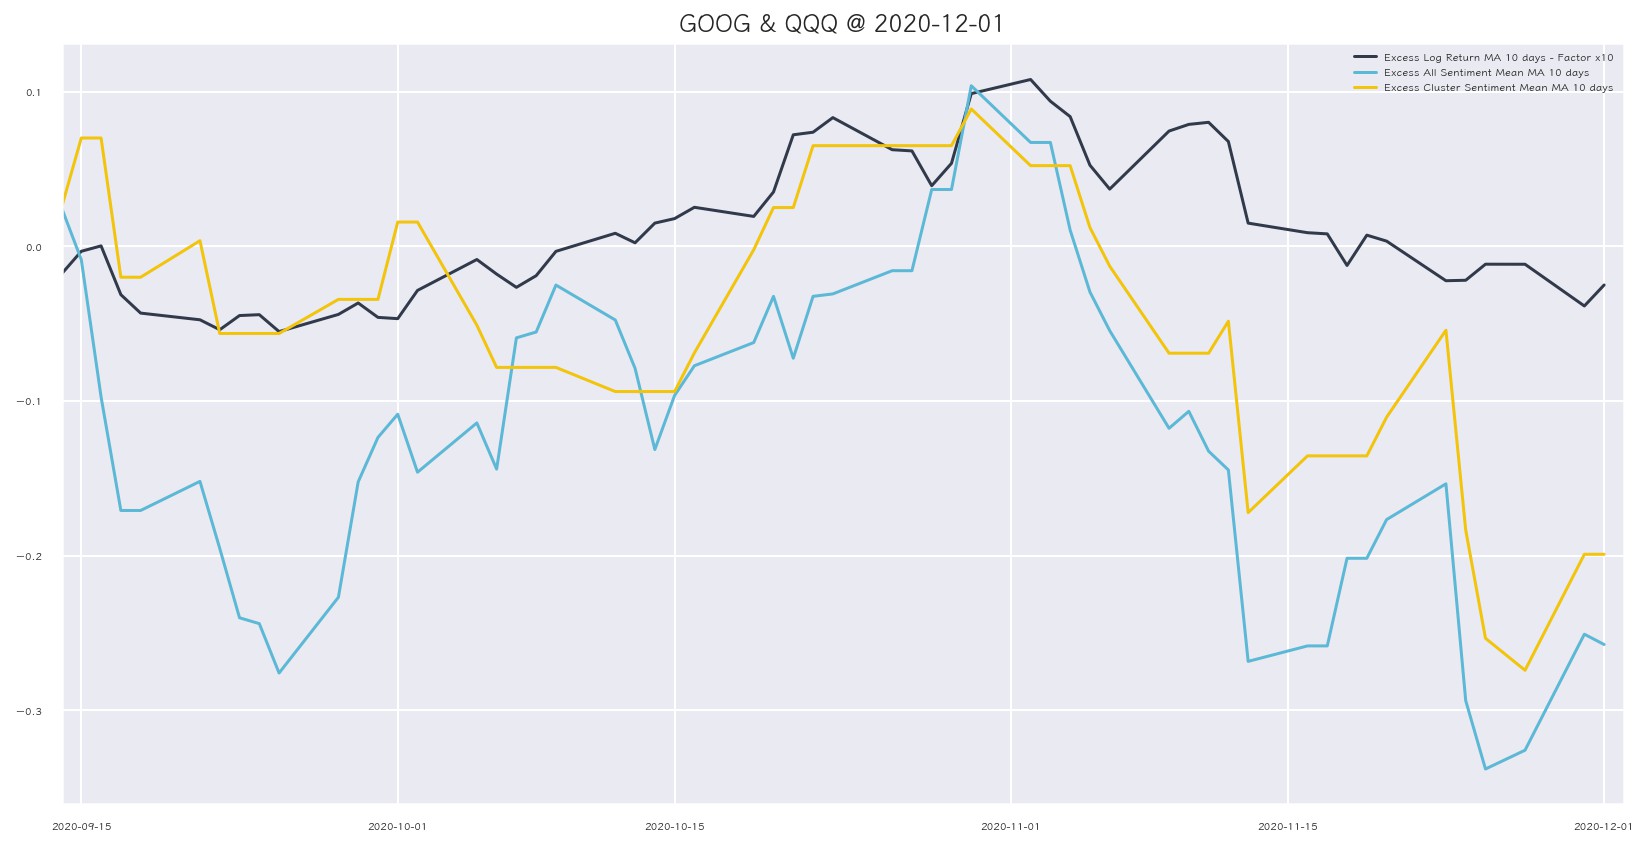 GOOG & QQQ @ 2020-12-01
Excess Log Return MA 10 days - Factor x10
Excess All Sentiment Mean MA 10 days
Excess Cluster Sentiment Mean MA 10 days
0.1
0.0
−0.1
−0.2
−0.3
2020-09-15
2020-10-01
2020-10-15
2020-11-01
2020-11-15
2020-12-01